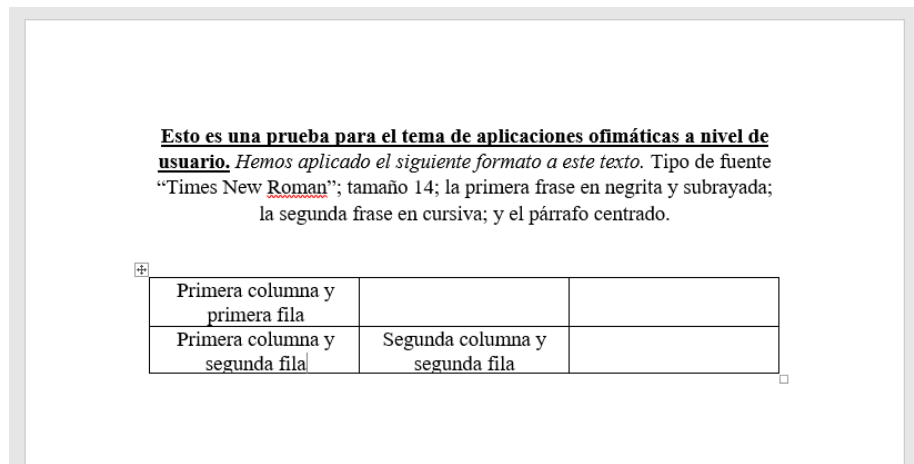 Esto es una prueba para el tema de aplicaciones ofimáticas a nivel de
usuario. Hemos aplicado el siguiente formato a este texto. Tipo de fuente
“Times New Roman”; tamaño 14; la primera frase en negrita y subrayada;
la segunda frase en cursiva; y el párrafo centrado.
Primera columna y
primera fila
Primera columna y
segunda fila
Segunda columna y
segunda fila